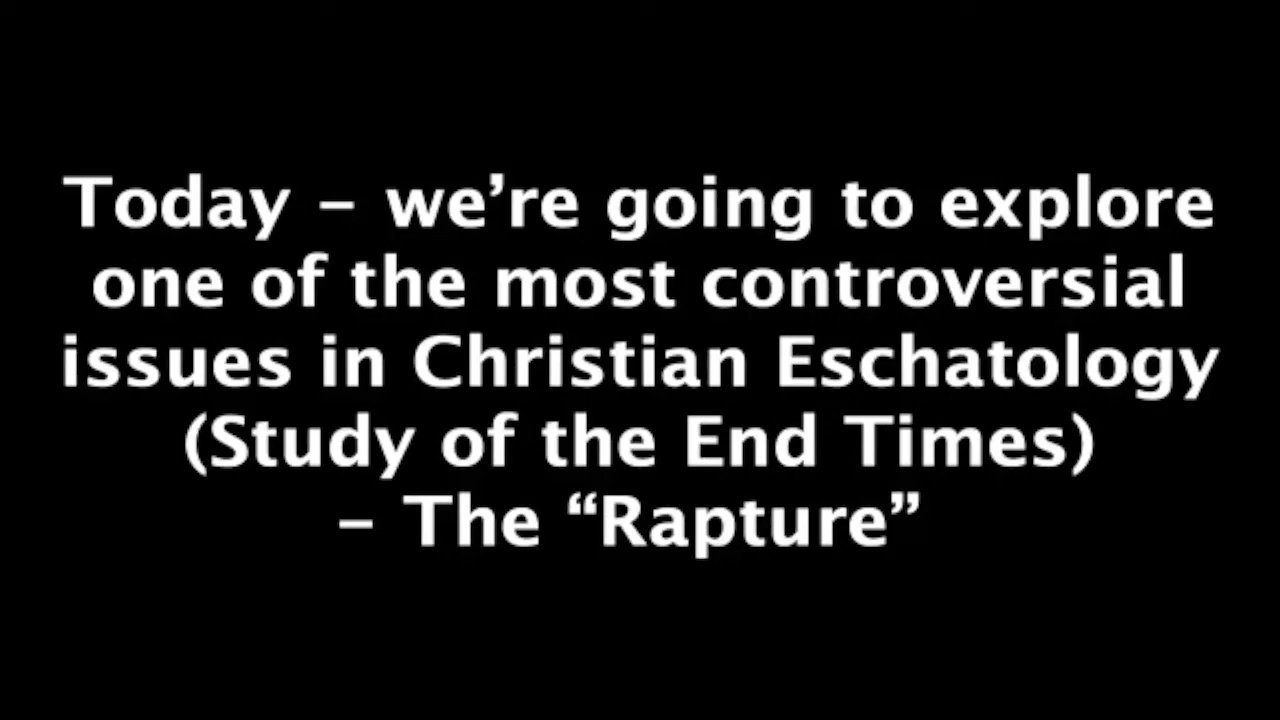 Today – we’re going to explore
one of the most controversial
issues in Christian Eschatology
(Study of the End Times)
– The “Rapture”